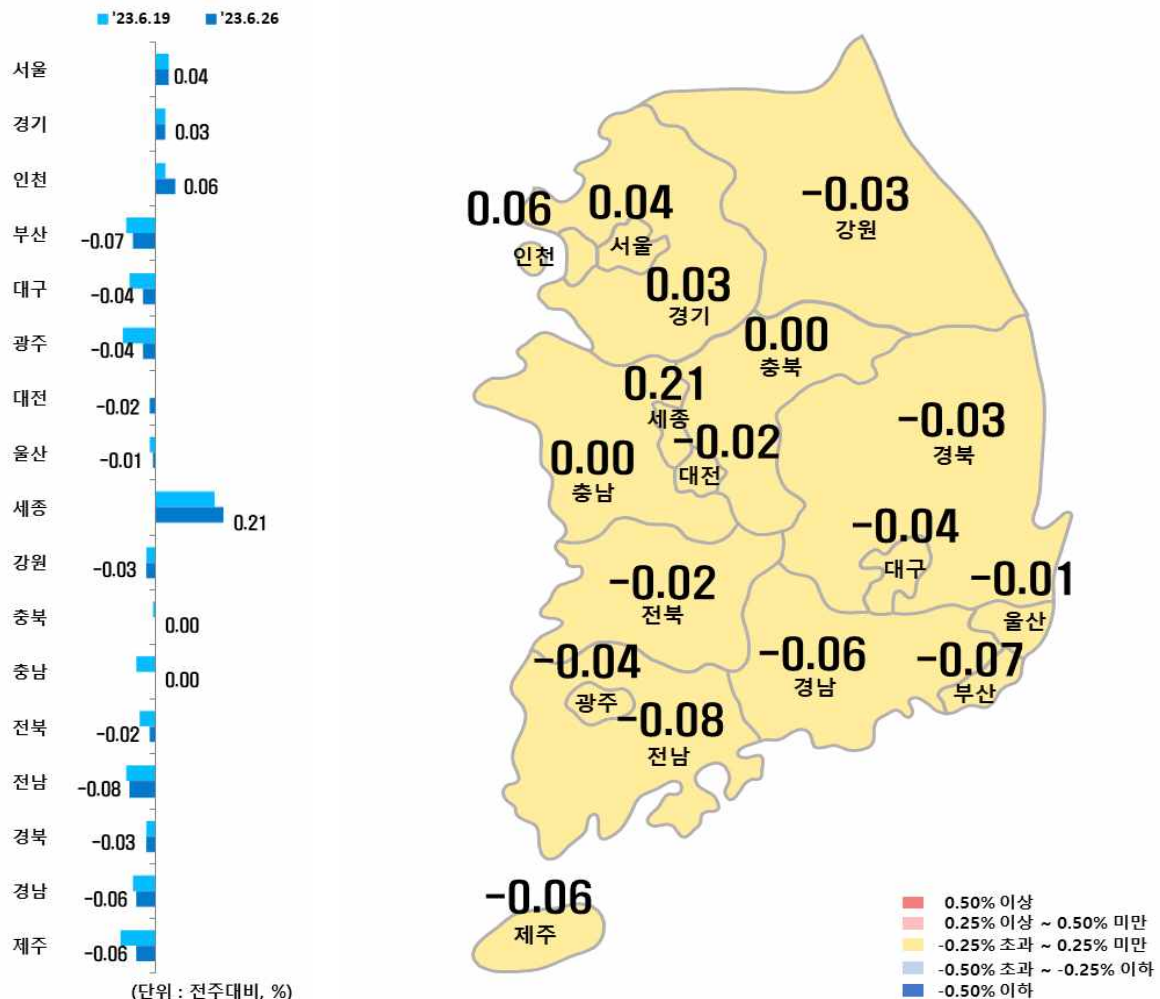 '23.6.19 '23.6.26
서울 0.04
경기 0.03
인천 0.06
부산 -0.07
대구 -0.04
광주 -0.04
대전 -0.02
울산 -0.01
세종 0.21
강원 -0.03
충북 0.00
충남 0.00
전북 -0.02
전남 -0.08
경북 -0.03
경남 -0.06
제주 -0.06
(단위 : 전주대비, %)
-0.03
강원
0.06
인천
0.04
서울
0.03
경기
0.00
충북
0.21
세종
-0.02
대전
0.00
충남
-0.03
경북
-0.04
대구
-0.01
울산
-0.02
전북
-0.04
광주
-0.08
전남
-0.06
경남
-0.07
부산
-0.06
제주
0.50% 이상
0.25% 이상 ~ 0.50% 미만
-0.25% 초과 ~ 0.25% 미만
-0.50% 초과 ~ -0.25% 이하
-0.50% 이하